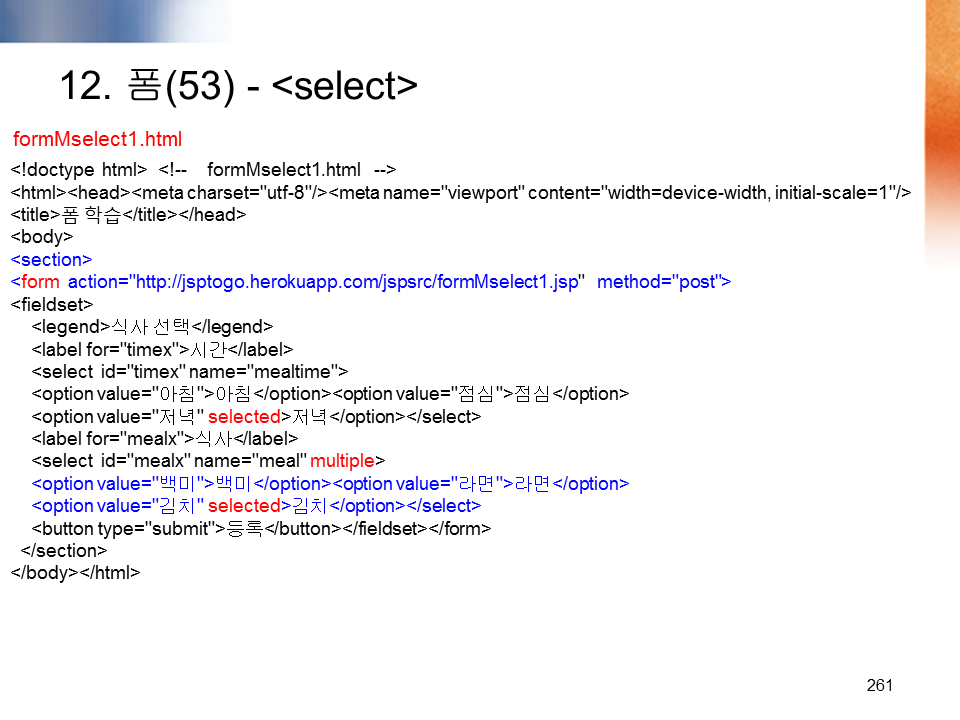 12. 폼(53) - <select>
formMselect1.html
<!doctype html> <!-- formMselect1.html -->
<html><head><meta charset="utf-8"/><meta name="viewport" content="width=device-width, initial-scale=1"/>
<title>폼 학습</title></head>
<body>
<section>
<form action="http://jsptogo.herokuapp.com/jspsrc/formMselect1.jsp" method="post">
<fieldset>
<legend>식사 선택</legend>
<label for="timex">시간</label>
<select id="timex" name="mealtime">
<option value="아침">아침</option><option value="점심">점심</option>
<option value="저녁" selected>저녁</option></select>
<label for="mealx">식사</label>
<select id="mealx" name="meal" multiple>
<option value="백미">백미</option><option value="라면">라면</option>
<option value="김치" selected>김치</option></select>
<button type="submit">등록</button></fieldset></form>
</section>
</body></html>
261